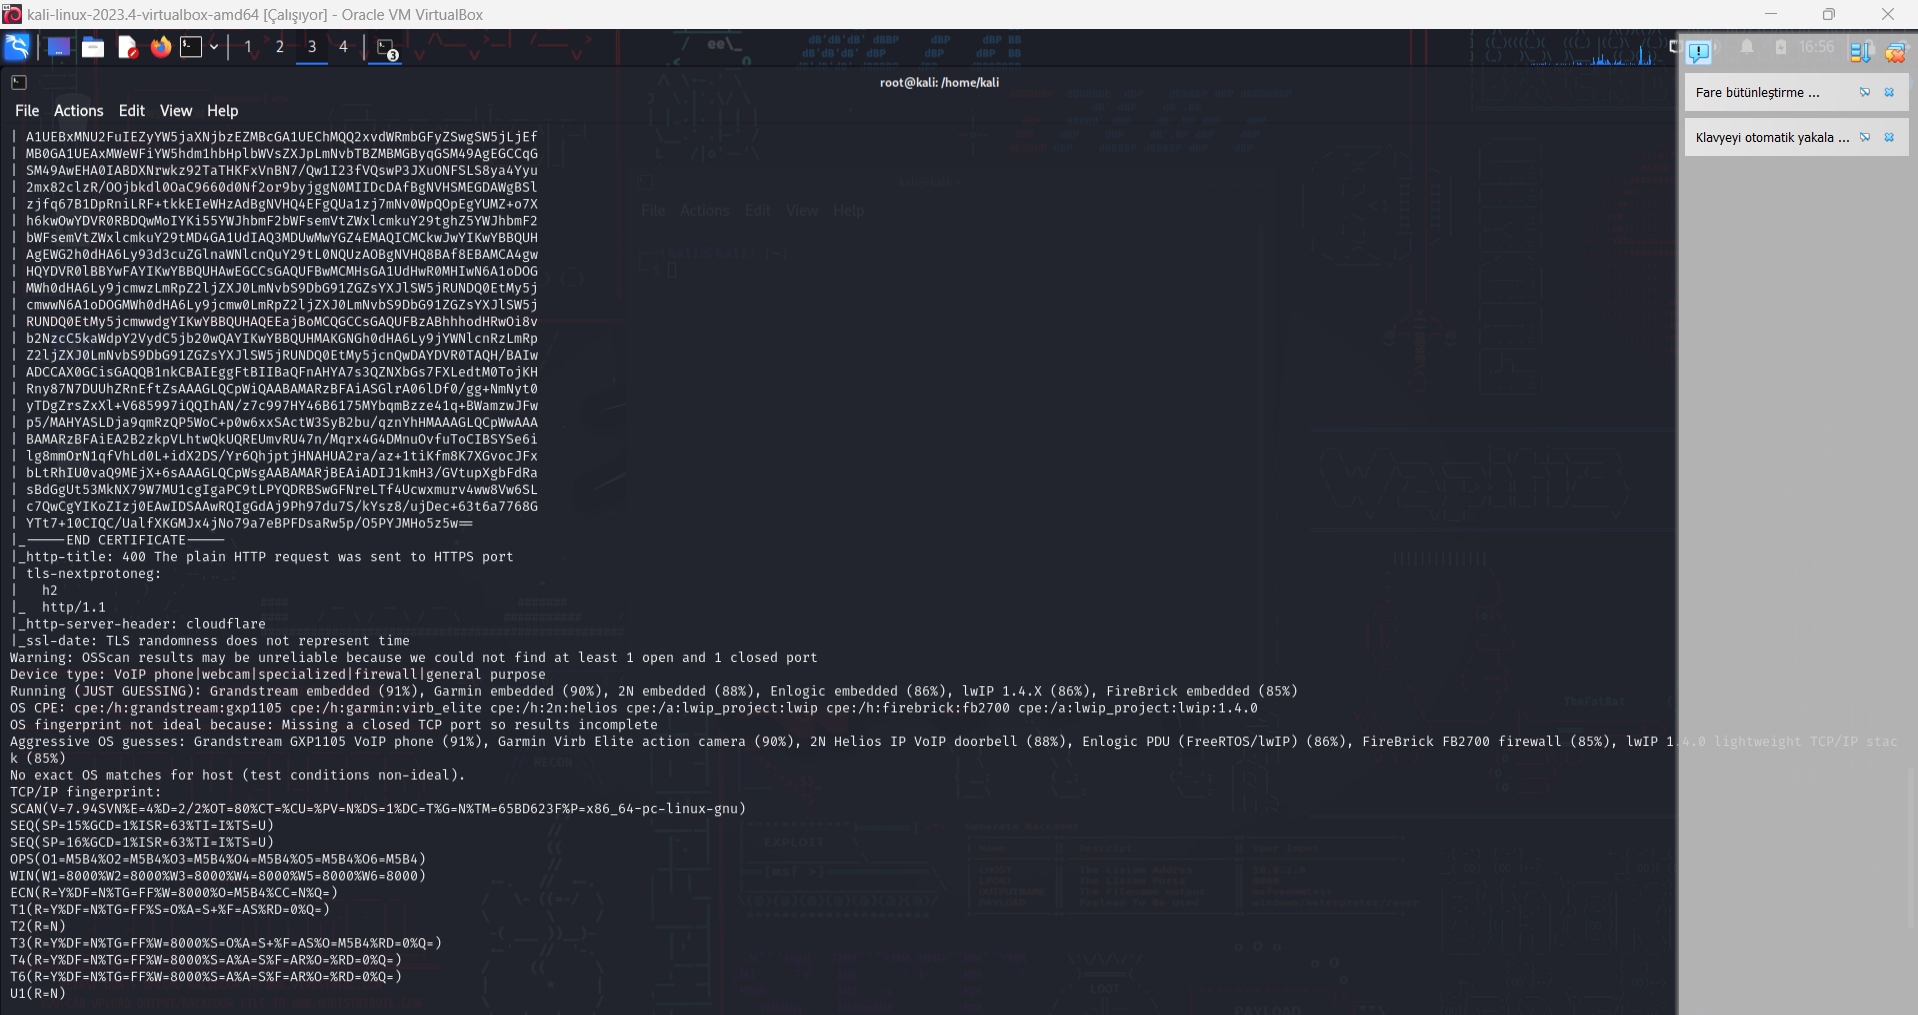 kali-linux-2023.4-virtualbox-amd64 [Çalışıyor] - Oracle VM VirtualBox
1 2 3 4 3
16:56
root@kali: /home/kali
File Actions Edit View Help
Fare bütünleştirme ...
Klavyeyi otomatik yakala ...
| A1UEBxMNU2FuIEZyYW5jaXNjbzEZMBcGA1UEChMQQ2xvdWRmbGFyZSwgSW5jLjEf
| MB0GA1UEAxMWeWFiYW5hdm1hbHplbWVsZXJpLmNvbTBZMBMGByqGSM49AgEGCCqG
| SM49AwEHA0IABDXNrwkz92TaTHKFxVnBN7/Qw1I23fVQswP3JXuONFSLS8ya4Yyu
| 2mx82clzR/OOjbkdl0OaC9660d0Nf2or9byjggN0MIIDcDAfBgNVHSMEGDAWgBSl
| zjfq67B1DpRniLRF+tkkEIeWHzAdBgNVHQ4EFgQUa1zj7mNv0WpQOpEgYUMZ+o7X
| h6kwOwYDVR0RBDQwMoIYKi55YWJhbmF2bWFsemVtZWxlcmkuY29tghZ5YWJhbmF2
| bWFsemVtZWxlcmkuY29tMD4GA1UdIAQ3MDUwMwYGZ4EMAQICMCkwJwYIKwYBBQUH
| AgEWG2h0dHA6Ly93d3cuZGlnaWNlcnQuY29tL0NQUzAOBgNVHQ8BAf8EBAMCA4gw
| HQYDVR0lBBYwFAYIKwYBBQUHAwEGCCsGAQUFBwMCMHsGA1UdHwR0MHIwN6A1oDOG
| MWh0dHA6Ly9jcmwzLmRpZ2ljZXJ0LmNvbS9DbG91ZGZsYXJlSW5jRUNDQ0EtMy5j
| cmwwN6A1oDOGMWh0dHA6Ly9jcmw0LmRpZ2ljZXJ0LmNvbS9DbG91ZGZsYXJlSW5j
| RUNDQ0EtMy5jcmwwdgYIKwYBBQUHAQEEajBoMCQGCCsGAQUFBzABhhhodHRwOi8v
| b2NzcC5kaWdpY2VydC5jb20wQAYIKwYBBQUHMAKGNGh0dHA6Ly9jYWNlcnRzLmRp
| Z2ljZXJ0LmNvbS9DbG91ZGZsYXJlSW5jRUNDQ0EtMy5jcnQwDAYDVR0TAQH/BAIw
| ADCCAX0GCisGAQQB1nkCBAIEggFtBIIBaQFnAHYA7s3QZNXbGs7FXLedtM0TojKH
| Rny87N7DUUhZRnEftZsAAAGLQCpWiQAABAMARzBFAiASGlrA06lDf0/gg+NmNyt0
| yTDgZrsZxXl+V685997iQQIhAN/z7c997HY46B6175MYbqmBzze41q+BWamzwJFw
| p5/MAHYASLDja9qmRzQP5WoC+p0w6xxSActW3SyB2bu/qznYhHMAAAGLQCpWwAAA
| BAMARzBFAiEA2B2zkpVLhtwQkUQREUmvRU47n/Mqrx4G4DMnuOvfuToCIBSYSe6i
| lg8mmOrN1qfVhLd0L+idX2DS/Yr6QhjptjHNAHUA2ra/az+1tiKfm8K7XGvocJFx
| bLtRhIU0vaQ9MEjX+6sAAAGLQCpWsgAABAMARjBEAiADIJ1kmH3/GVtupXgbFdRa
| sBdGgUt53MkNX79W7MU1cgIgaPC9tLPYQDRBSwGFNreLTf4Ucwxmurv4ww8Vw6SL
| c7QwCgYIKoZIzj0EAwIDSAAwRQIgGdAj9Ph97du7S/kYsz8/ujDec+63t6a7768G
| YTt7+10CIQC/UalfXKGMJx4jNo79a7eBPFDsaRw5p/O5PYJMHo5z5w==
|_-----END CERTIFICATE-----
|_http-title: 400 The plain HTTP request was sent to HTTPS port
| tls-nextprotoneg:
|   h2
|_  http/1.1
|_http-server-header: cloudflare
|_ssl-date: TLS randomness does not represent time
Warning: OSScan results may be unreliable because we could not find at least 1 open and 1 closed port
Device type: VoIP phone|webcam|specialized|firewall|general purpose
Running (JUST GUESSING): Grandstream embedded (91%), Garmin embedded (90%), 2N embedded (88%), Enlogic embedded (86%), lwIP 1.4.X (86%), FireBrick embedded (85%)
OS CPE: cpe:/h:grandstream:gxp1105 cpe:/h:garmin:virb_elite cpe:/h:2n:helios cpe:/a:lwip_project:lwip cpe:/h:firebrick:fb2700 cpe:/a:lwip_project:lwip:1.4.0
OS fingerprint not ideal because: Missing a closed TCP port so results incomplete
Aggressive OS guesses: Grandstream GXP1105 VoIP phone (91%), Garmin Virb Elite action camera (90%), 2N Helios IP VoIP doorbell (88%), Enlogic PDU (FreeRTOS/lwIP) (86%), FireBrick FB2700 firewall (85%), lwIP 1.4.0 lightweight TCP/IP stac
k (85%)
No exact OS matches for host (test conditions non-ideal).
TCP/IP fingerprint:
SCAN(V=7.94SVN%E=4%D=2/2%OT=80%CT=%CU=%PV=N%DS=1%DC=T%G=N%TM=65BD623F%P=x86_64-pc-linux-gnu)
SEQ(SP=15%GCD=1%ISR=63%TI=I%TS=U)
SEQ(SP=16%GCD=1%ISR=63%TI=I%TS=U)
OPS(O1=M5B4%O2=M5B4%O3=M5B4%O4=M5B4%O5=M5B4%O6=M5B4)
WIN(W1=8000%W2=8000%W3=8000%W4=8000%W5=8000%W6=8000)
ECN(R=Y%DF=N%TG=FF%W=8000%O=M5B4%CC=N%Q=)
T1(R=Y%DF=N%TG=FF%S=O%A=S+%F=AS%RD=0%Q=)
T2(R=N)
T3(R=Y%DF=N%TG=FF%W=8000%S=O%A=S+%F=AS%O=M5B4%RD=0%Q=)
T4(R=Y%DF=N%TG=FF%W=8000%S=A%A=S%F=AR%O=%RD=0%Q=)
T6(R=Y%DF=N%TG=FF%W=8000%S=A%A=S%F=AR%O=%RD=0%Q=)
U1(R=N)
File Actions Edit View Help
RECON
EXPLOIT
LOOT
PAYLOAD
TheFatRat